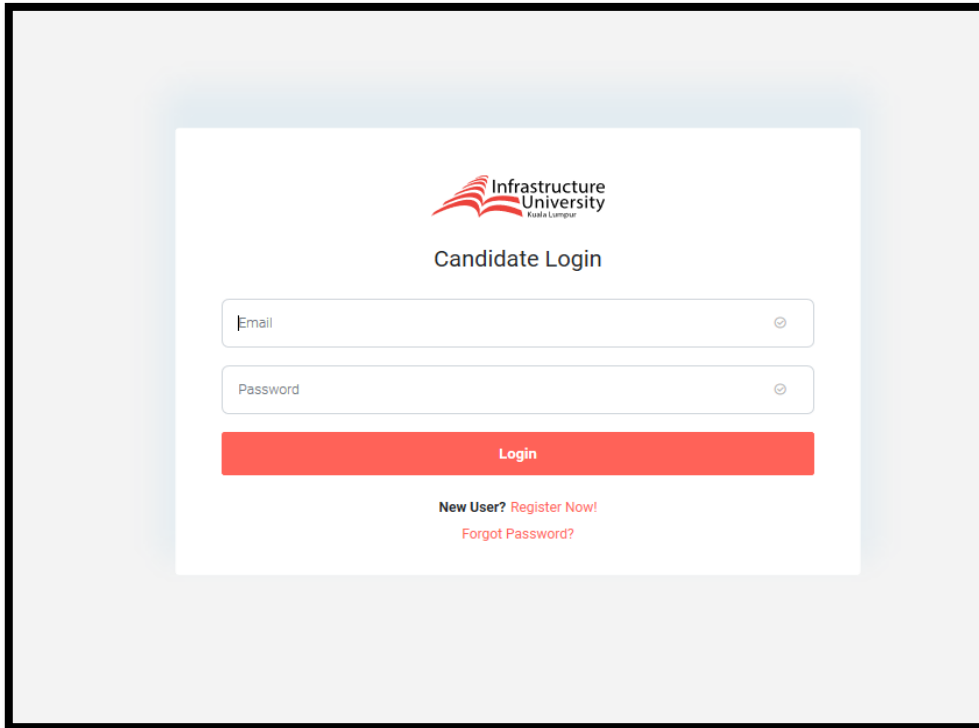 Infrastructure
University
Kuala Lumpur
Candidate Login
Email
Password
Login
New User? Register Now!
Forgot Password?